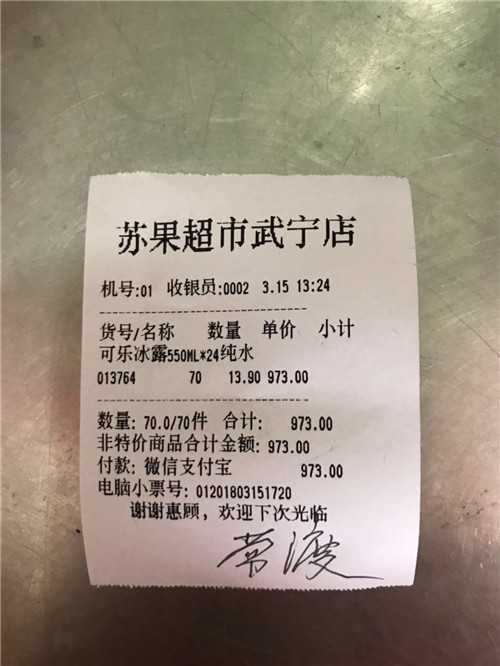 苏果超市武宁店
机号:01 收银员:0002 3.15 13:24
货号/名称 数量 单价 小计
可乐冰露550ML*24纯水
013764 70 13.90 973.00
数量: 70.0/70件 合计: 973.00
非特价商品合计金额: 973.00
付款: 微信支付宝 973.00
电脑小票号: 01201803151720
谢谢惠顾，欢迎下次光临